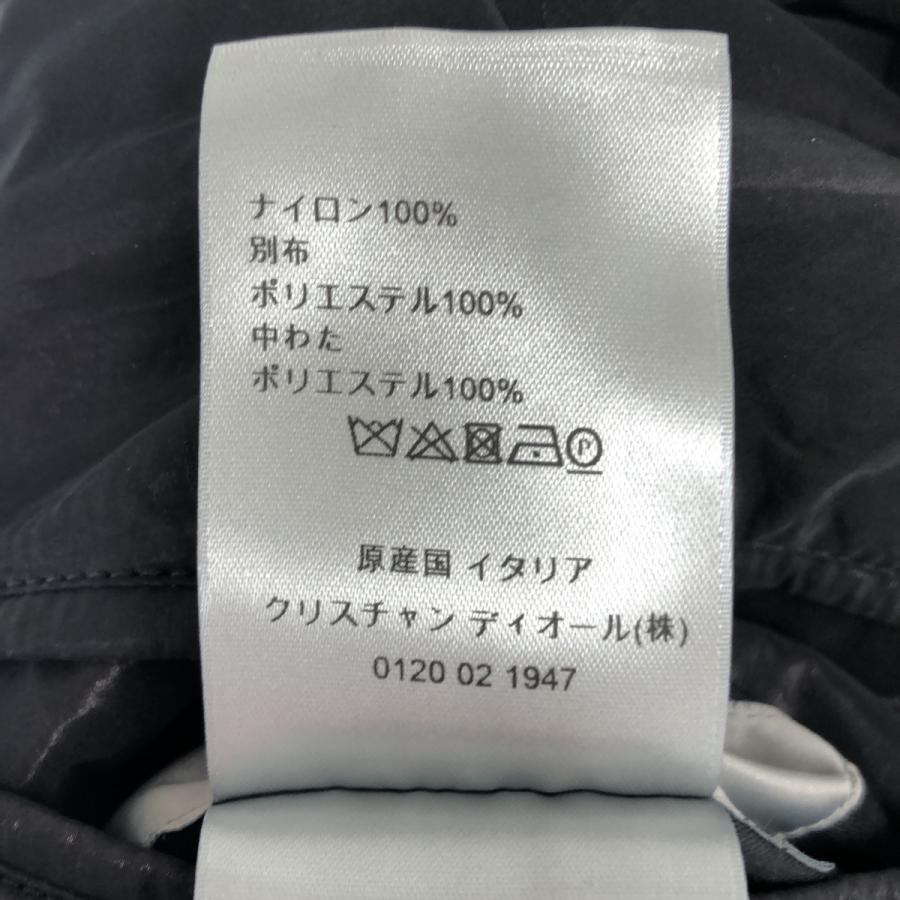 ナイロン100%
別布
ポリエステル100%
中わた
ポリエステル100%
P
原産国 イタリア
クリスチャン ディオール(株)
0120 02 1947